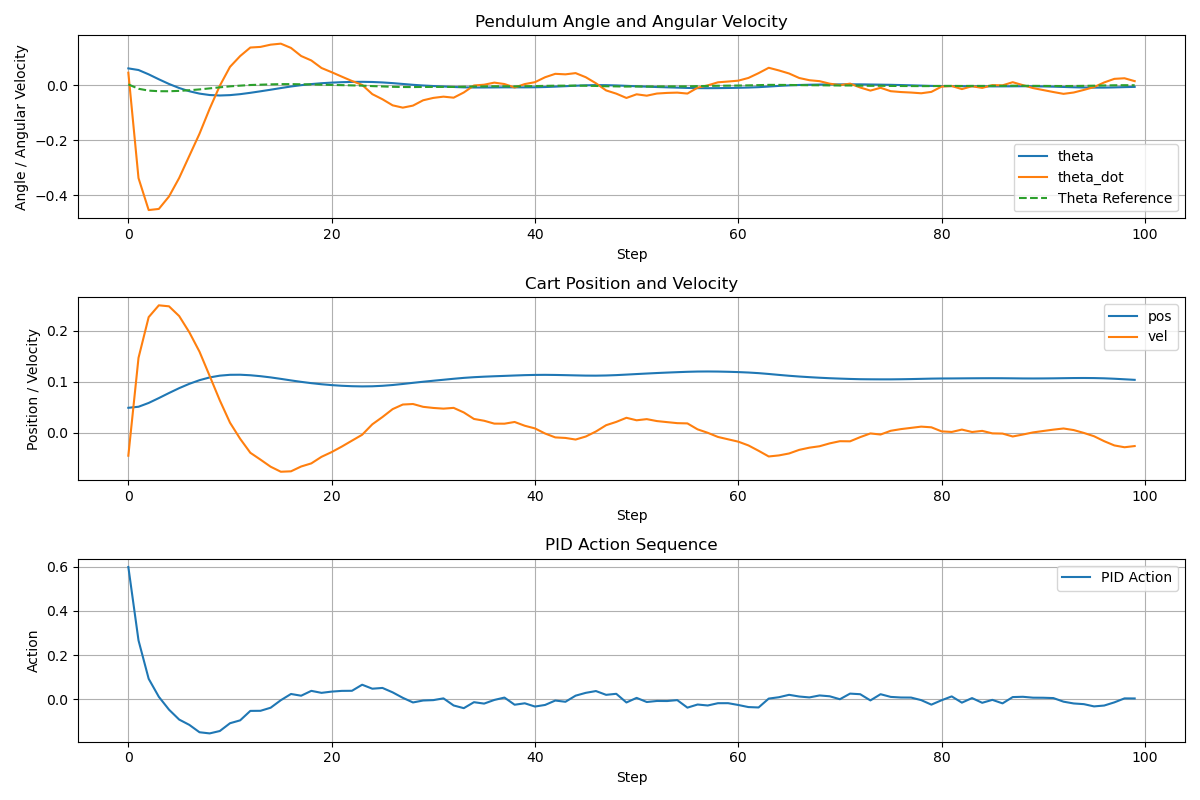 Pendulum Angle and Angular Velocity
Angle / Angular Velocity
0.0
−0.2
−0.4
theta
theta_dot
Theta Reference
0 20 40 60 80 100
Step
Cart Position and Velocity
Position / Velocity
0.2
0.1
0.0
pos
vel
0 20 40 60 80 100
Step
PID Action Sequence
Action
0.6
0.4
0.2
0.0
PID Action
0 20 40 60 80 100
Step